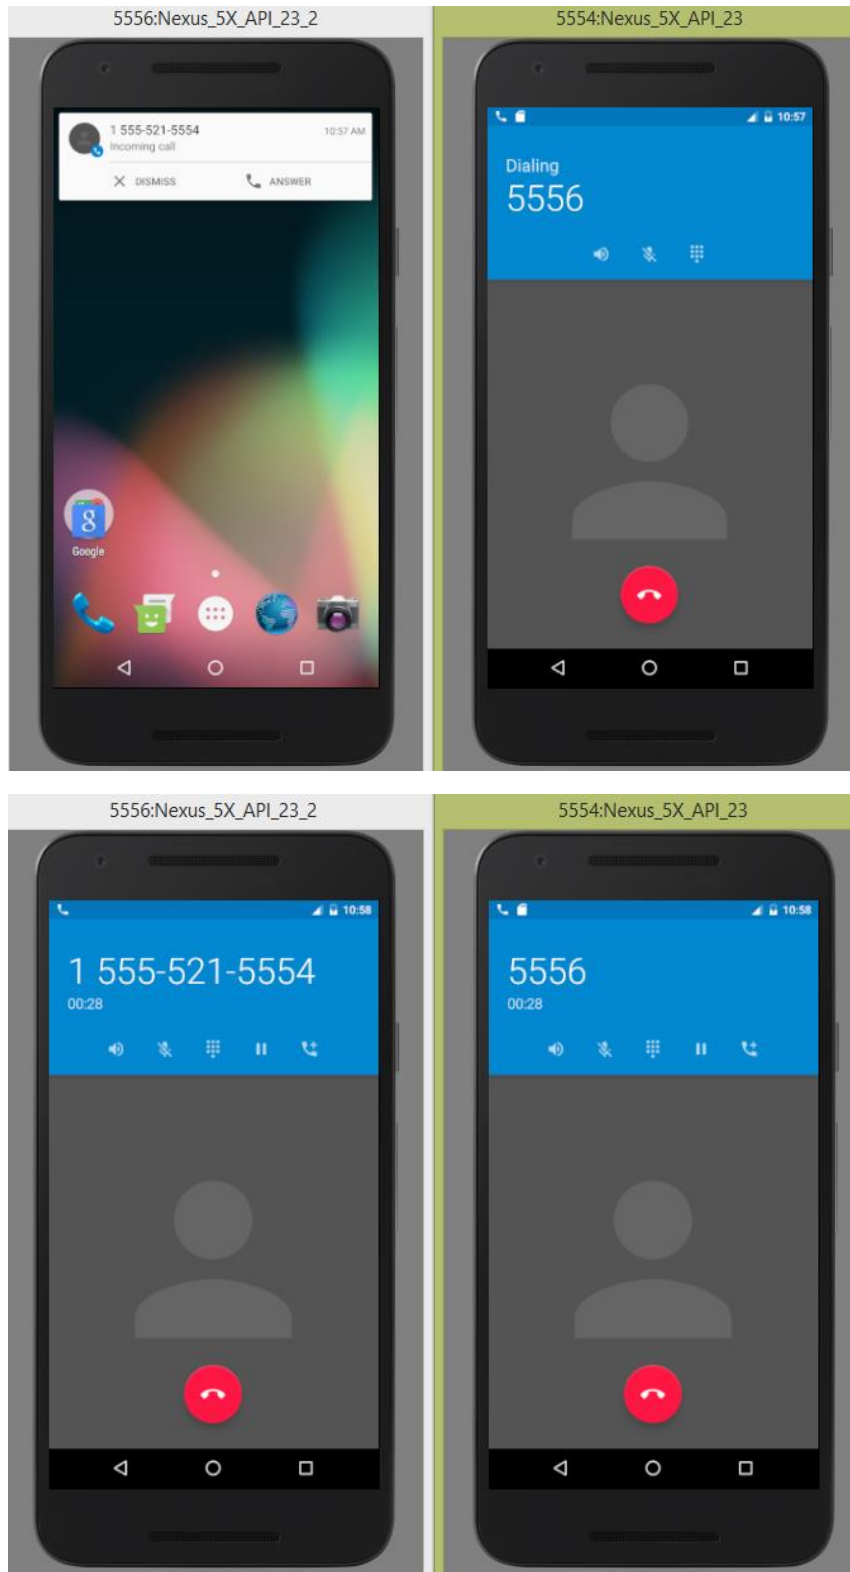 5556:Nexus_5X_API_23_2
5554:Nexus_5X_API_23
1 555-521-5554
10:57 AM
Incoming call
DISMISS
ANSWER
Google
10:57
Dialing
5556
5556:Nexus_5X_API_23_2
5554:Nexus_5X_API_23
10:58
1 555-521-5554
00:28
10:58
5556
00:28